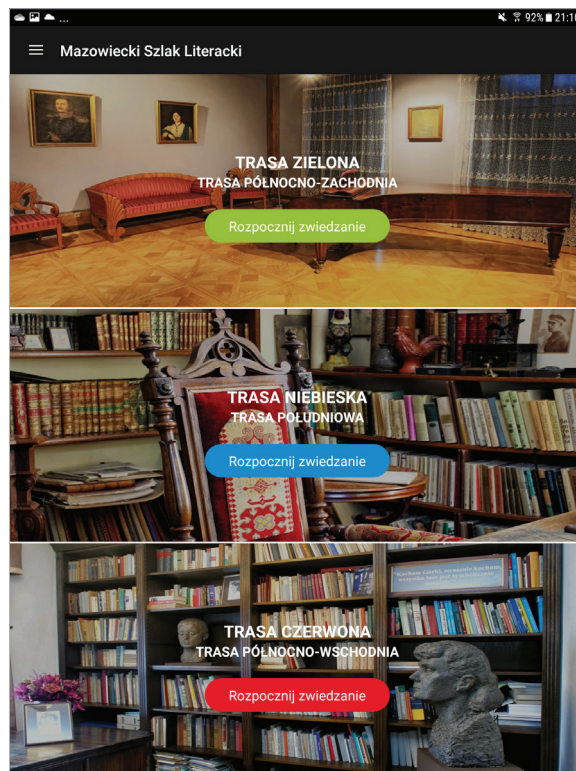 ...
92% 21:10
Mazowiecki Szlak Literacki
TRASA ZIELONA
TRASA PÓŁNOCNO-ZACHODNIA
Rozpocznij zwiedzanie
TRASA NIEBIESKA
TRASA POŁUDNIOWA
Rozpocznij zwiedzanie
TRASA CZERWONA
TRASA PÓŁNOCNO-WSCHODNIA
Rozpocznij zwiedzanie